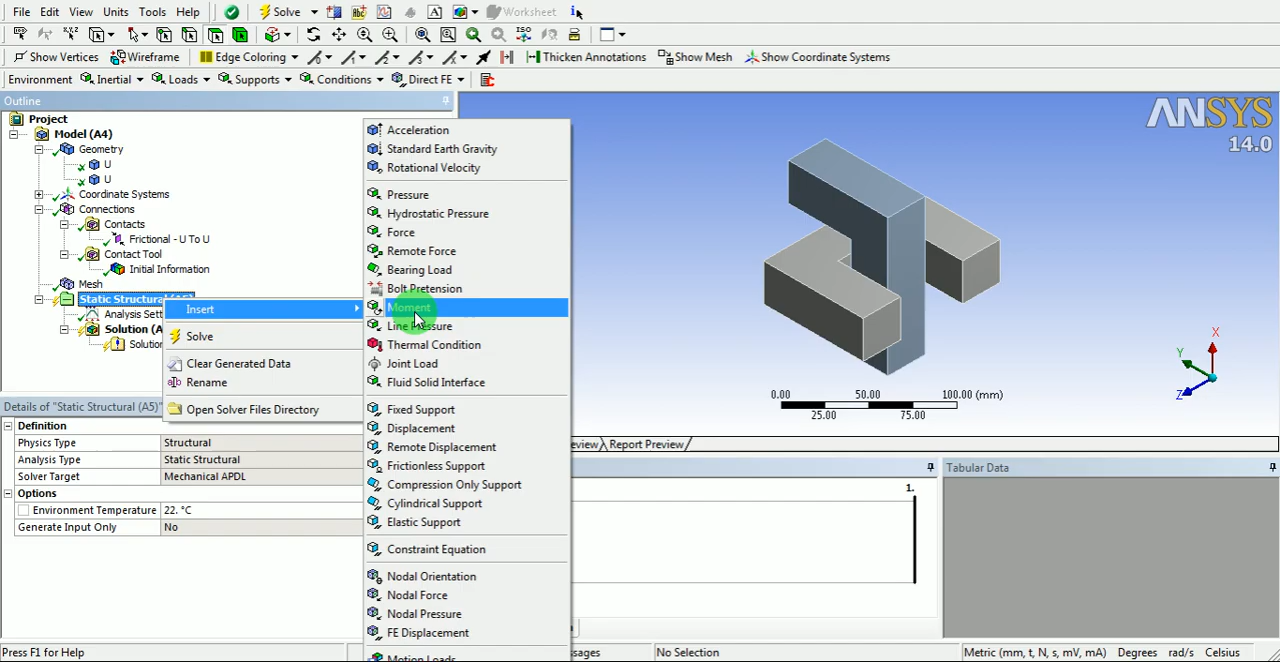 File Edit View Units Tools Help Solve Worksheet
Show Vertices Wireframe Edge Coloring Thicken Annotations Show Mesh Show Coordinate Systems
Environment Inertial Loads Supports Conditions Direct FE
Outline
Project
Model (A4)
Geometry
U
U
Coordinate Systems
Connections
Contacts
Frictional - U To U
Contact Tool
Initial Information
Mesh
Static Structural (A5)
Analysis Sett
Solution (A
Solution
Insert
Solve
Clear Generated Data
Rename
Open Solver Files Directory
Acceleration
Standard Earth Gravity
Rotational Velocity
Pressure
Hydrostatic Pressure
Force
Remote Force
Bearing Load
Bolt Pretension
Moment
Line Pressure
Thermal Condition
Joint Load
Fluid Solid Interface
Fixed Support
Displacement
Remote Displacement
Frictionless Support
Compression Only Support
Cylindrical Support
Elastic Support
Constraint Equation
Nodal Orientation
Nodal Force
Nodal Pressure
FE Displacement
Motion Loads
ANSYS
14.0
X
Y
Z
0.00 50.00 100.00 (mm)
25.00 75.00
Details of "Static Structural (A5)
Definition
Physics Type Structural
Analysis Type Static Structural
Solver Target Mechanical APDL
Options
Environment Temperature 22. °C
Generate Input Only No
eview Report Preview
Tabular Data
1.
Press F1 for Help
ssages
No Selection
Metric (mm, t, N, s, mV, mA) Degrees rad/s Celsius